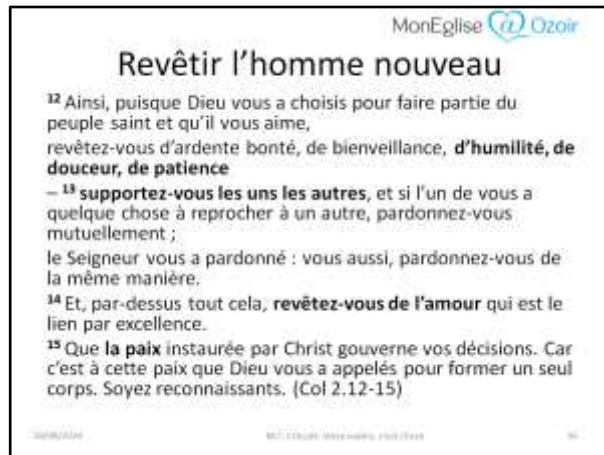 MonEglise @ Ozoir
Revêtir l’homme nouveau
12 Ainsi, puisque Dieu vous a choisis pour faire partie du
peuple saint et qu’il vous aime,
revêtez-vous d’ardente bonté, de bienveillance, d’humilité, de
douceur, de patience
– 13 supportez-vous les uns les autres, et si l’un de vous a
quelque chose à reprocher à un autre, pardonnez-vous
mutuellement ;
le Seigneur vous a pardonné : vous aussi, pardonnez-vous de
la même manière.
14 Et, par-dessus tout cela, revêtez-vous de l’amour qui est le
lien par excellence.
15 Que la paix instaurée par Christ gouverne vos décisions. Car
c’est à cette paix que Dieu vous a appelés pour former un seul
corps. Soyez reconnaissants. (Col 2.12-15)